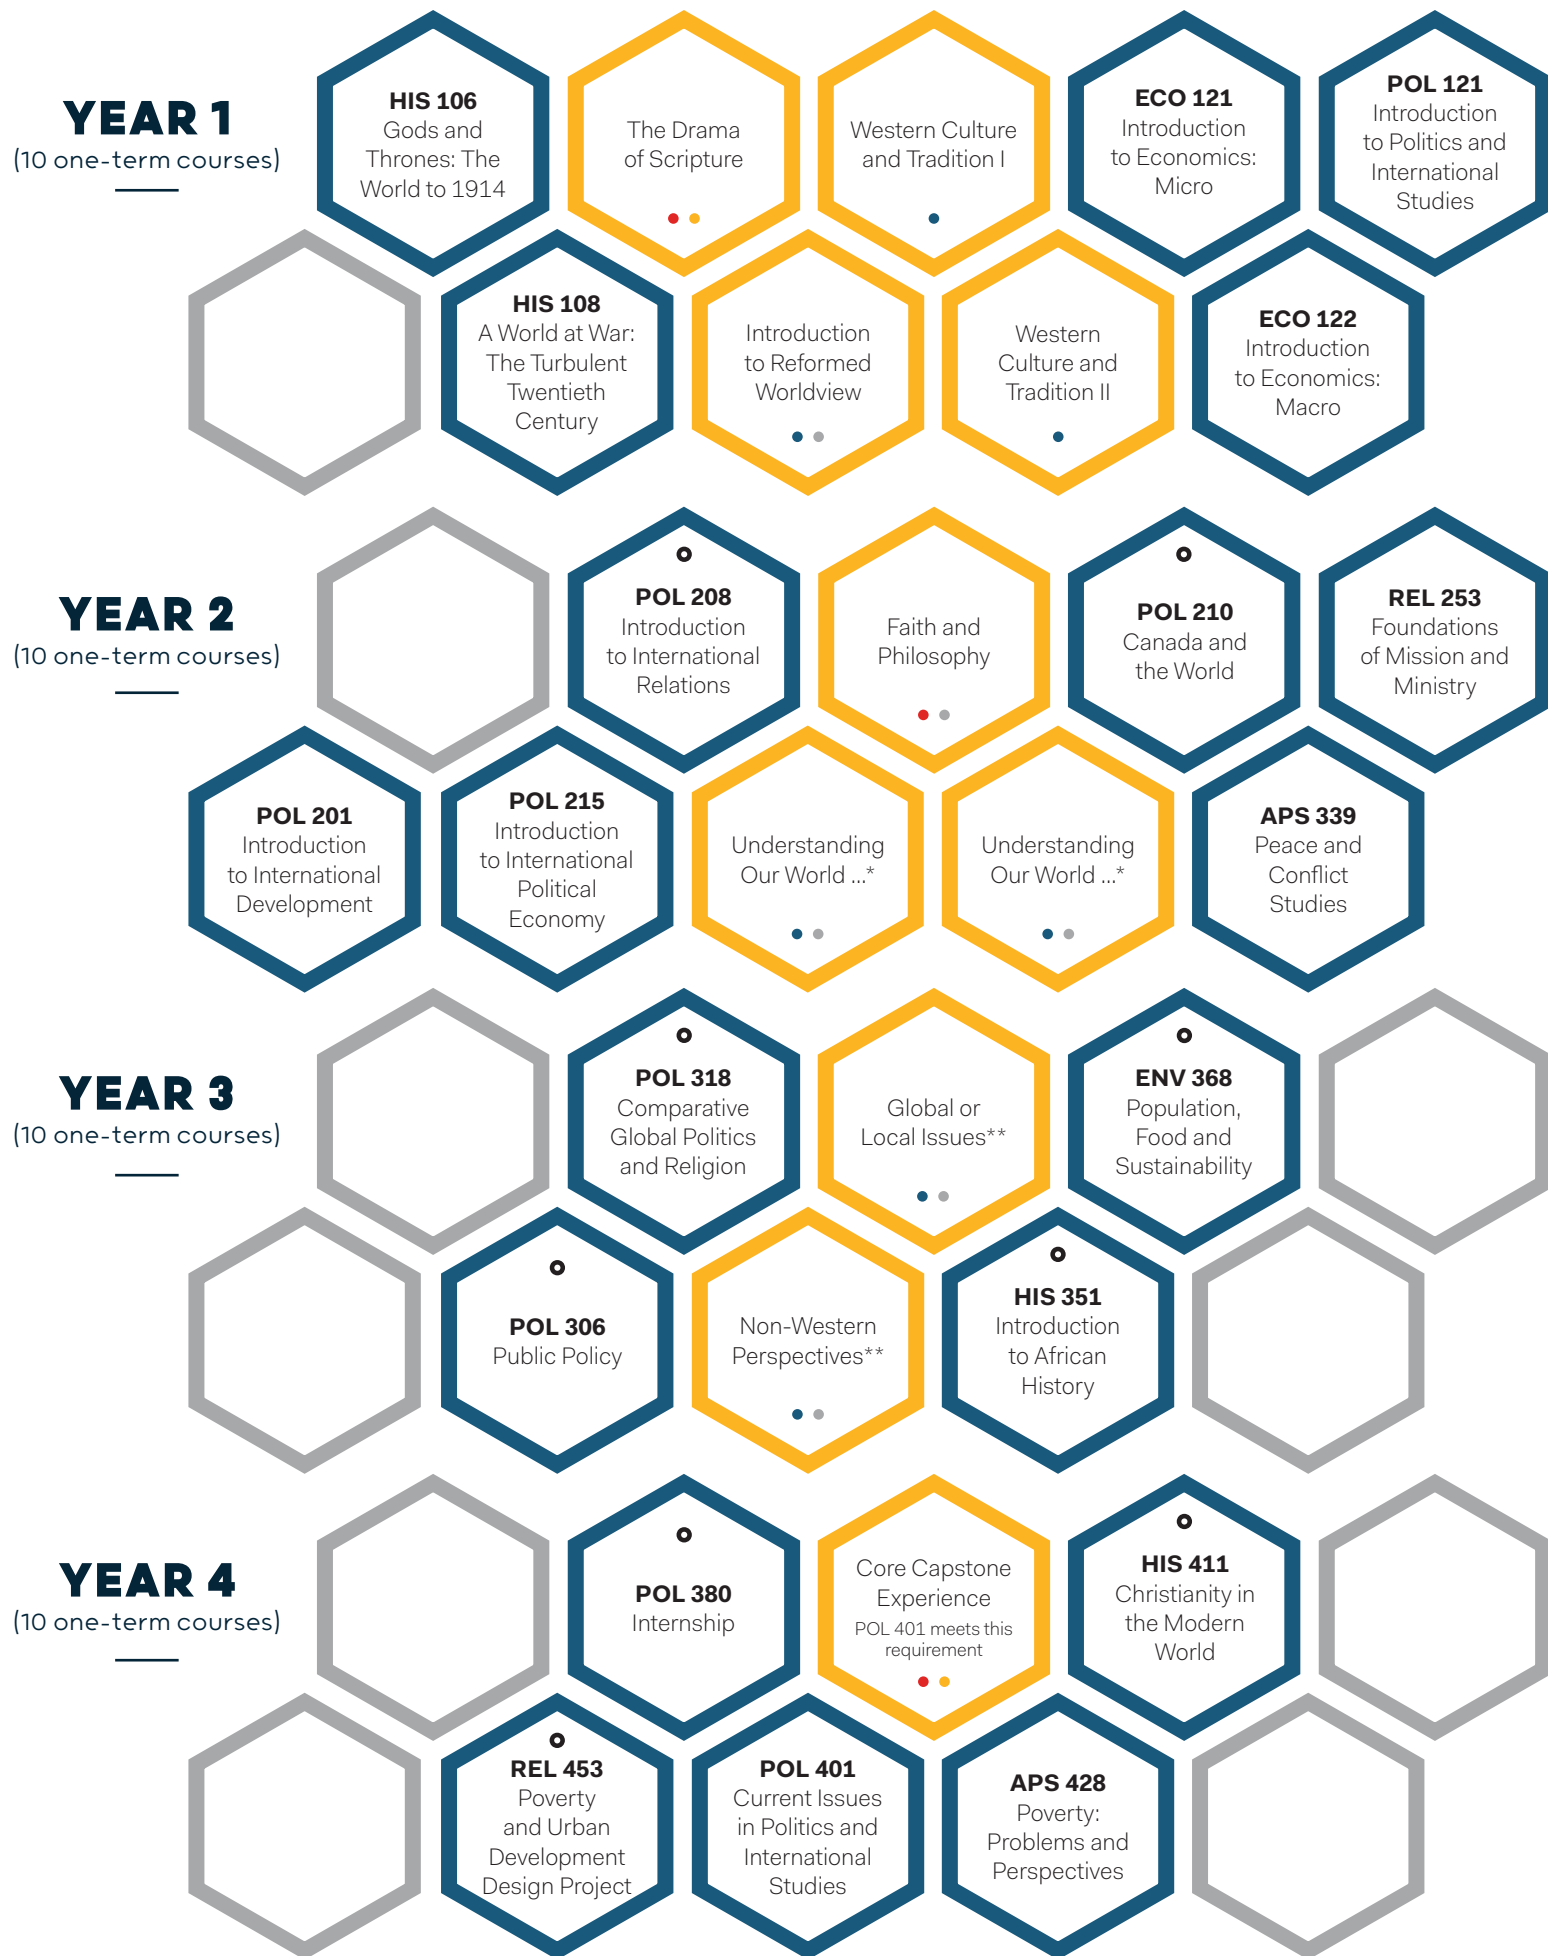 YEAR 1
(10 one-term courses)
HIS 106
Gods and
Thrones: The
World to 1914
The Drama
of Scripture
Western Culture
and Tradition I
ECO 121
Introduction
to Economics:
Micro
POL 121
Introduction
to Politics and
International
Studies
HIS 108
A World at War:
The Turbulent
Twentieth
Century
Introduction
to Reformed
Worldview
Western
Culture and
Tradition II
ECO 122
Introduction
to Economics:
Macro
YEAR 2
(10 one-term courses)
POL 208
Introduction
to International
Relations
Faith and
Philosophy
POL 210
Canada and
the World
REL 253
Foundations
of Mission and
Ministry
POL 201
Introduction
to International
Development
POL 215
Introduction
to International
Political
Economy
Understanding
Our World ...*
Understanding
Our World ...*
APS 339
Peace and
Conflict
Studies
YEAR 3
(10 one-term courses)
POL 318
Comparative
Global Politics
and Religion
Global or
Local Issues**
ENV 368
Population,
Food and
Sustainability
POL 306
Public Policy
Non-Western
Perspectives**
HIS 351
Introduction
to African
History
YEAR 4
(10 one-term courses)
POL 380
Internship
Core Capstone
Experience
POL 401 meets this
requirement
HIS 411
Christianity in
the Modern
World
REL 453
Poverty
and Urban
Development
Design Project
POL 401
Current Issues
in Politics and
International
Studies
APS 428
Poverty:
Problems and
Perspectives